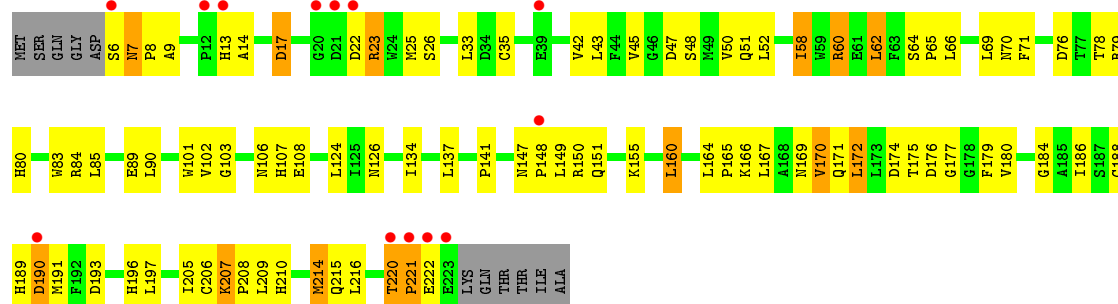 MET SER GLN GLY ASP S6 N7 P8 A9 P12 H13 A14 D17 G20 D21 D22 R23 W24 M25 S26 L33 D34 C35 E39 V42 L43 F44 V45 G46 D47 S48 M49 V50 Q51 L52 I58 W59 R60 E61 L62 F63 S64 P65 L66 L69 N70 F71 D76 T77 T78
H80 W83 R84 L85 E89 L90 W101 V102 G103 N106 H107 E108 L124 I125 N126 I134 L137 P141 N147 P148 L149 R150 Q151 K155 L160 L164 P165 K166 L167 A168 N169 V170 Q171 L172 L173 D174 T175 D176 G177 G178 F179 V180 G184 A185 I186 S187
H189 D190 M191 F192 D193 H196 L197 I205 C206 K207 P208 L209 H210 M214 Q215 L216 T220 P221 E222 E223 LYS GLN THR THR ILE ALA